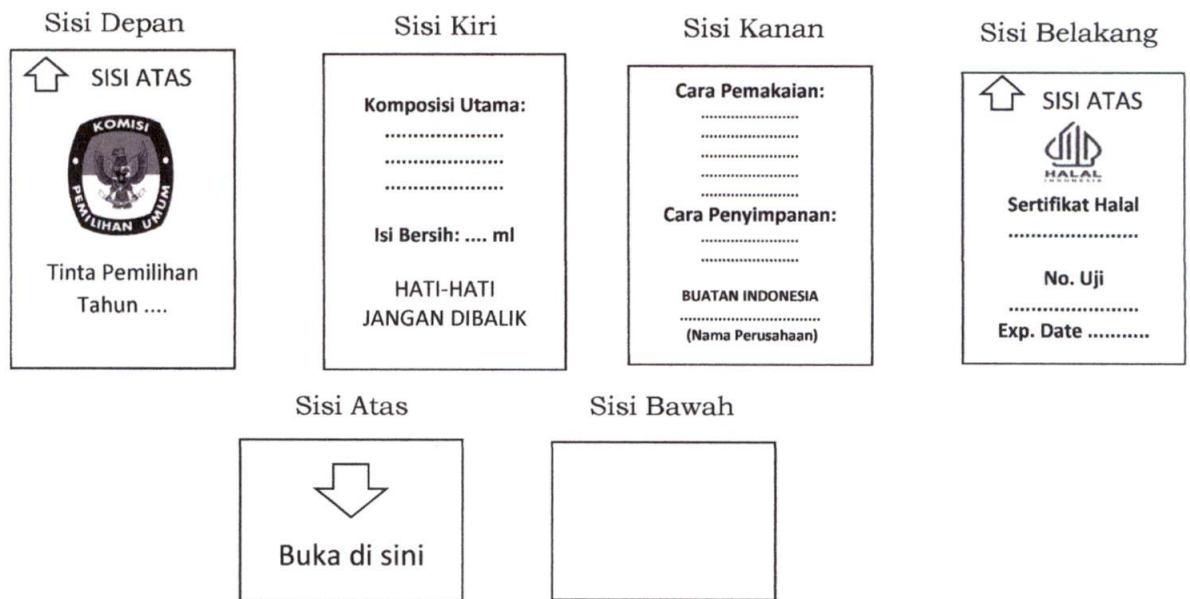 Sisi Depan
SISI ATAS
KOMISI
PEMILIHAN UMUM
Tinta Pemilihan
Tahun ....
Sisi Kiri
Komposisi Utama:
.....................
.....................
.....................
Isi Bersih: .... ml
HATI-HATI
JANGAN DIBALIK
Sisi Kanan
Cara Pemakaian:
........................
........................
........................
........................
........................
Cara Penyimpanan:
........................
........................
BUATAN INDONESIA
..................................
(Nama Perusahaan)
Sisi Belakang
SISI ATAS
HALAL
INDONESIA
Sertifikat Halal
.......................
No. Uji
.......................
Exp. Date ...........
Sisi Atas
Buka di sini
Sisi Bawah